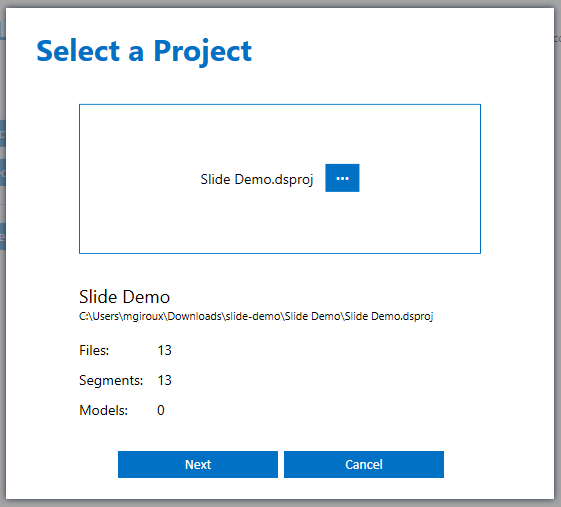 Select a Project
Slide Demo.dsproj ...
Slide Demo
C:\Users\mgiroux\Downloads\slide-demo\Slide Demo\Slide Demo.dsproj
Files: 13
Segments: 13
Models: 0
Next Cancel